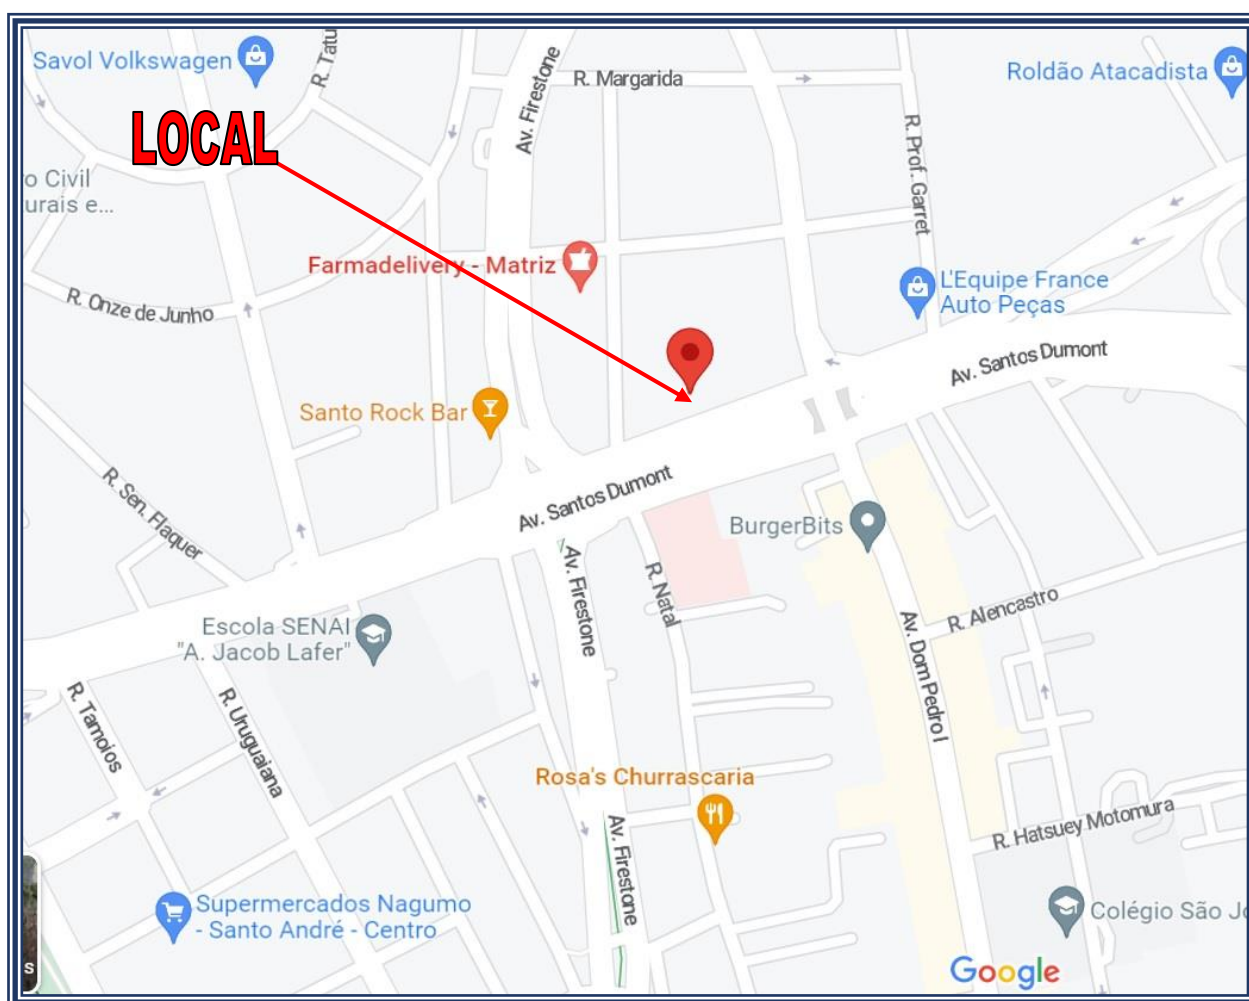 Savol Volkswagen
R. Tatu
Av. Firestone
R. Margarida
Roldão Atacadista
LOCAL
R. Prof. Garret
o Civil
urais e...
Farmadelivery - Matriz
L'Equipe France
Auto Peças
R. Onze de Junho
Av. Santos Dumont
Santo Rock Bar
R. Sen. Flaquer
Av. Santos Dumont
BurgerBits
Av. Firestone
R. Natal
R. Alencastro
Escola SENAI
"A. Jacob Lafer"
Av. Dom Pedro I
R. Tamoios
R. Uruguaiana
Rosa's Churrascaria
R. Hatsuey Motomura
Av. Firestone
Supermercados Nagumo
- Santo André - Centro
Colégio São Jo
s
Google